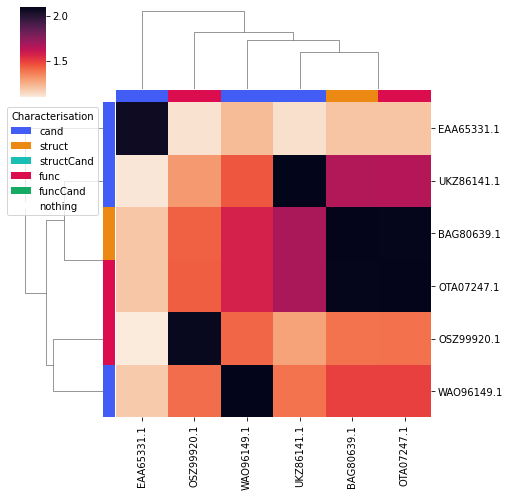 2.0
1.5
Characterisation
cand
struct
structCand
func
funcCand
nothing
EAA65331.1
UKZ86141.1
BAG80639.1
OTA07247.1
OSZ99920.1
WAO96149.1
EAA65331.1
OSZ99920.1
WAO96149.1
UKZ86141.1
BAG80639.1
OTA07247.1